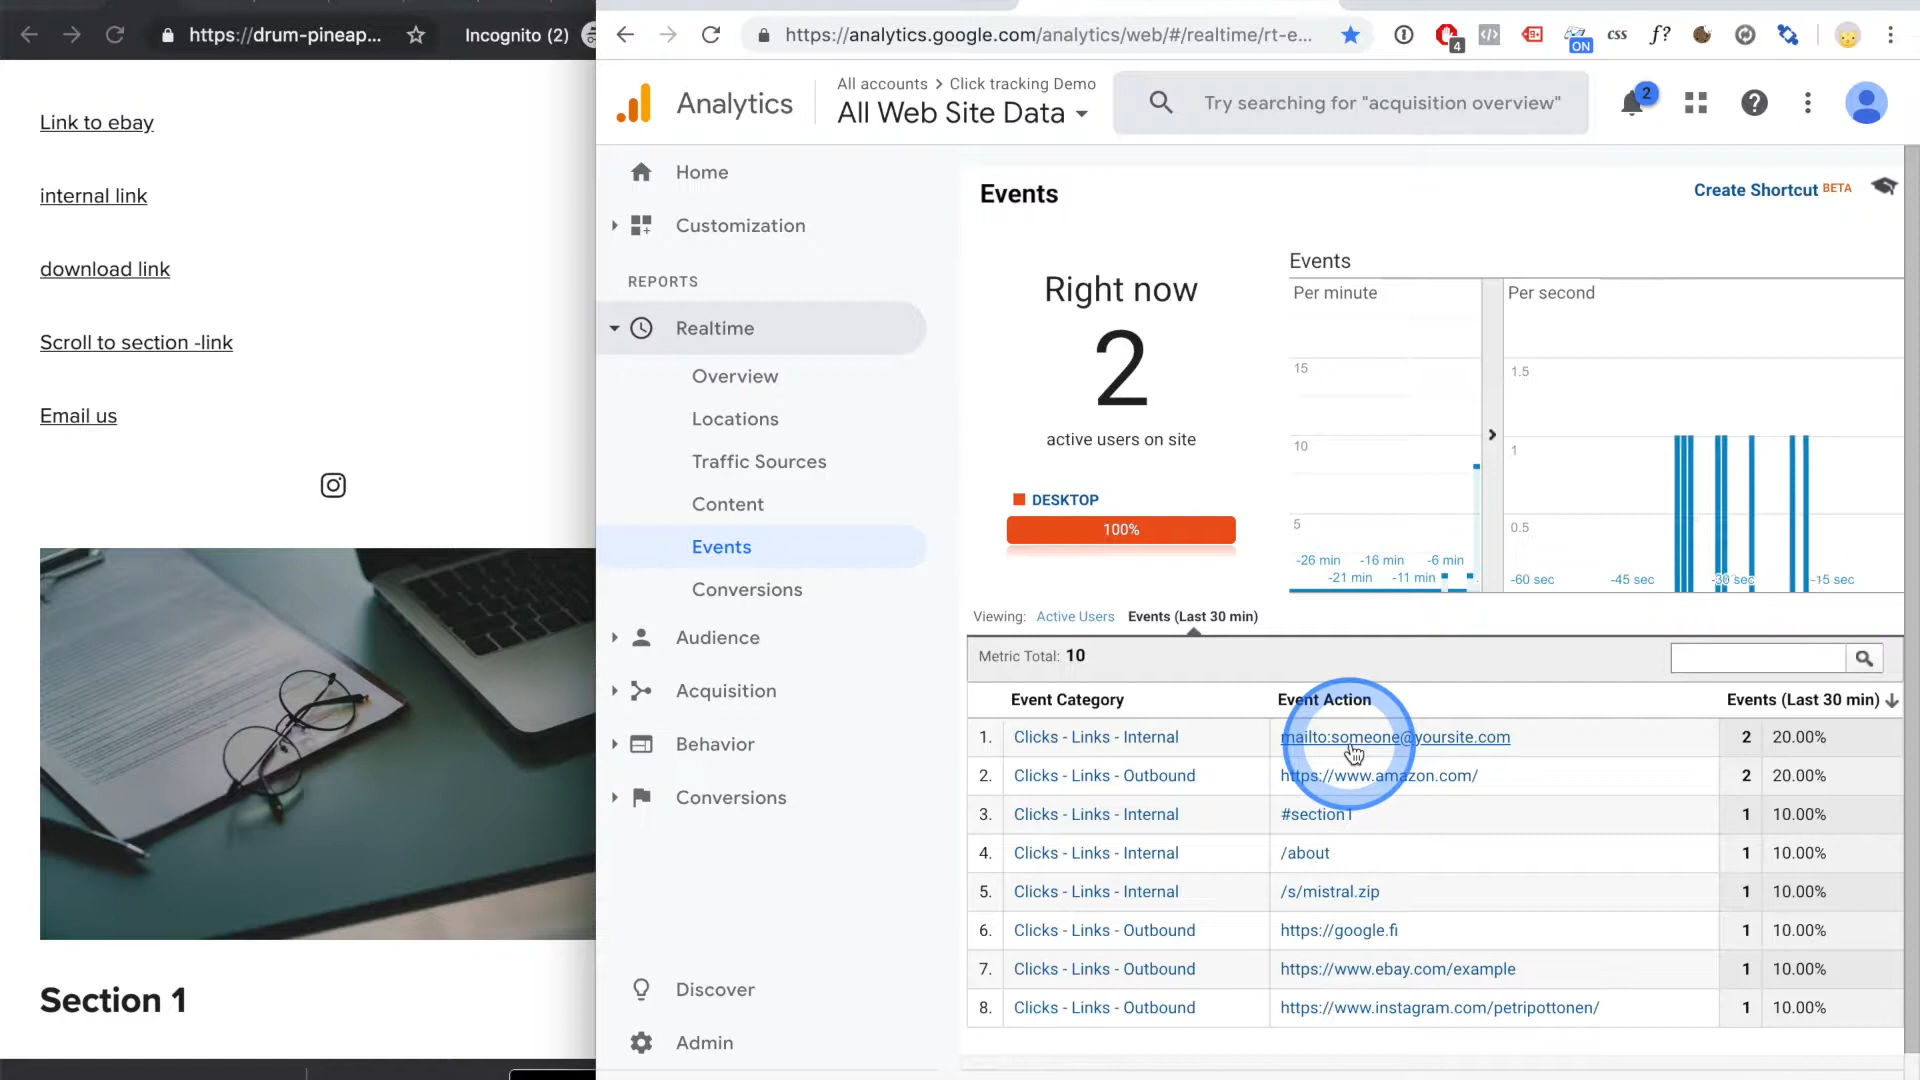 https://drum-pineap...
Incognito (2)
Link to ebay
internal link
download link
Scroll to section -link
Email us
Section 1
https://analytics.google.com/analytics/web/#/realtime/rt-e...
4
ON
css
f?
Analytics
All accounts > Click tracking Demo
All Web Site Data
Try searching for "acquisition overview"
2
Home
Customization
REPORTS
Realtime
Overview
Locations
Traffic Sources
Content
Events
Conversions
Audience
Acquisition
Behavior
Conversions
Discover
Admin
Events
Create Shortcut BETA
Right now
2
active users on site
DESKTOP
100%
Events
Per minute
Per second
15
10
5
-26 min -16 min -6 min
-21 min -11 min
1.5
1
0.5
-60 sec -45 sec -30 sec -15 sec
Viewing: Active Users Events (Last 30 min)
Metric Total: 10
Event Category Event Action Events (Last 30 min)
1. Clicks - Links - Internal mailto:someone@yoursite.com 2 20.00%
2. Clicks - Links - Outbound https://www.amazon.com/ 2 20.00%
3. Clicks - Links - Internal #section1 1 10.00%
4. Clicks - Links - Internal /about 1 10.00%
5. Clicks - Links - Internal /s/mistral.zip 1 10.00%
6. Clicks - Links - Outbound https://google.fi 1 10.00%
7. Clicks - Links - Outbound https://www.ebay.com/example 1 10.00%
8. Clicks - Links - Outbound https://www.instagram.com/petripottonen/ 1 10.00%